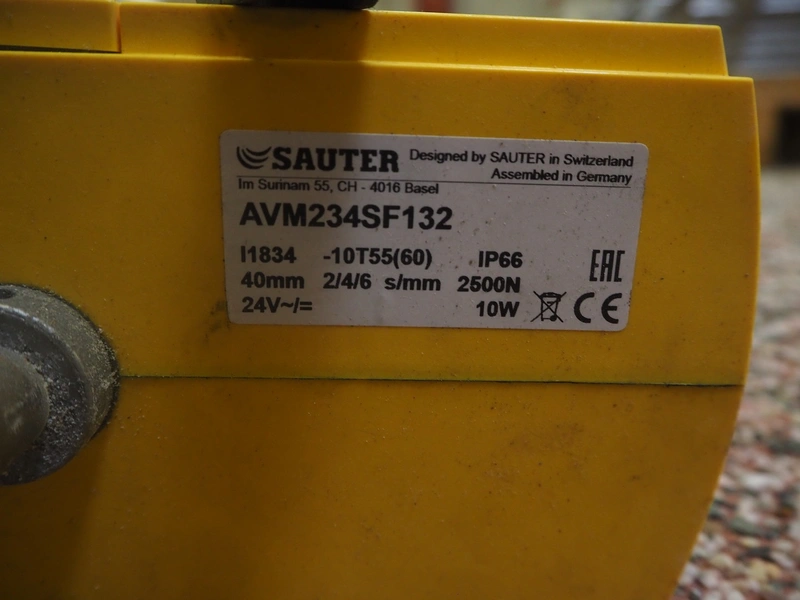 SAUTER Designed by SAUTER in Switzerland
Assembled in Germany
Im Surinam 55, CH - 4016 Basel
AVM234SF132
I1834 -10T55(60) IP66
40mm 2/4/6 s/mm 2500N
24V~/= 10W
EAC
CE